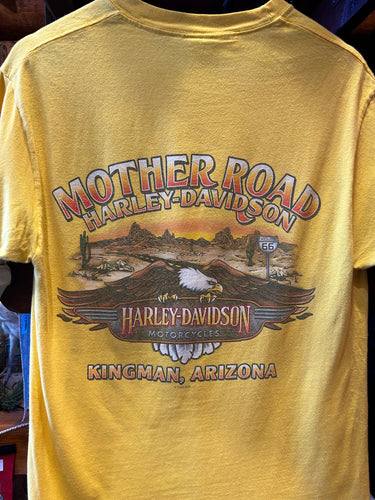 MOTHER ROAD
HARLEY-DAVIDSON
66
HARLEY-DAVIDSON
MOTORCYCLES
KINGMAN, ARIZONA